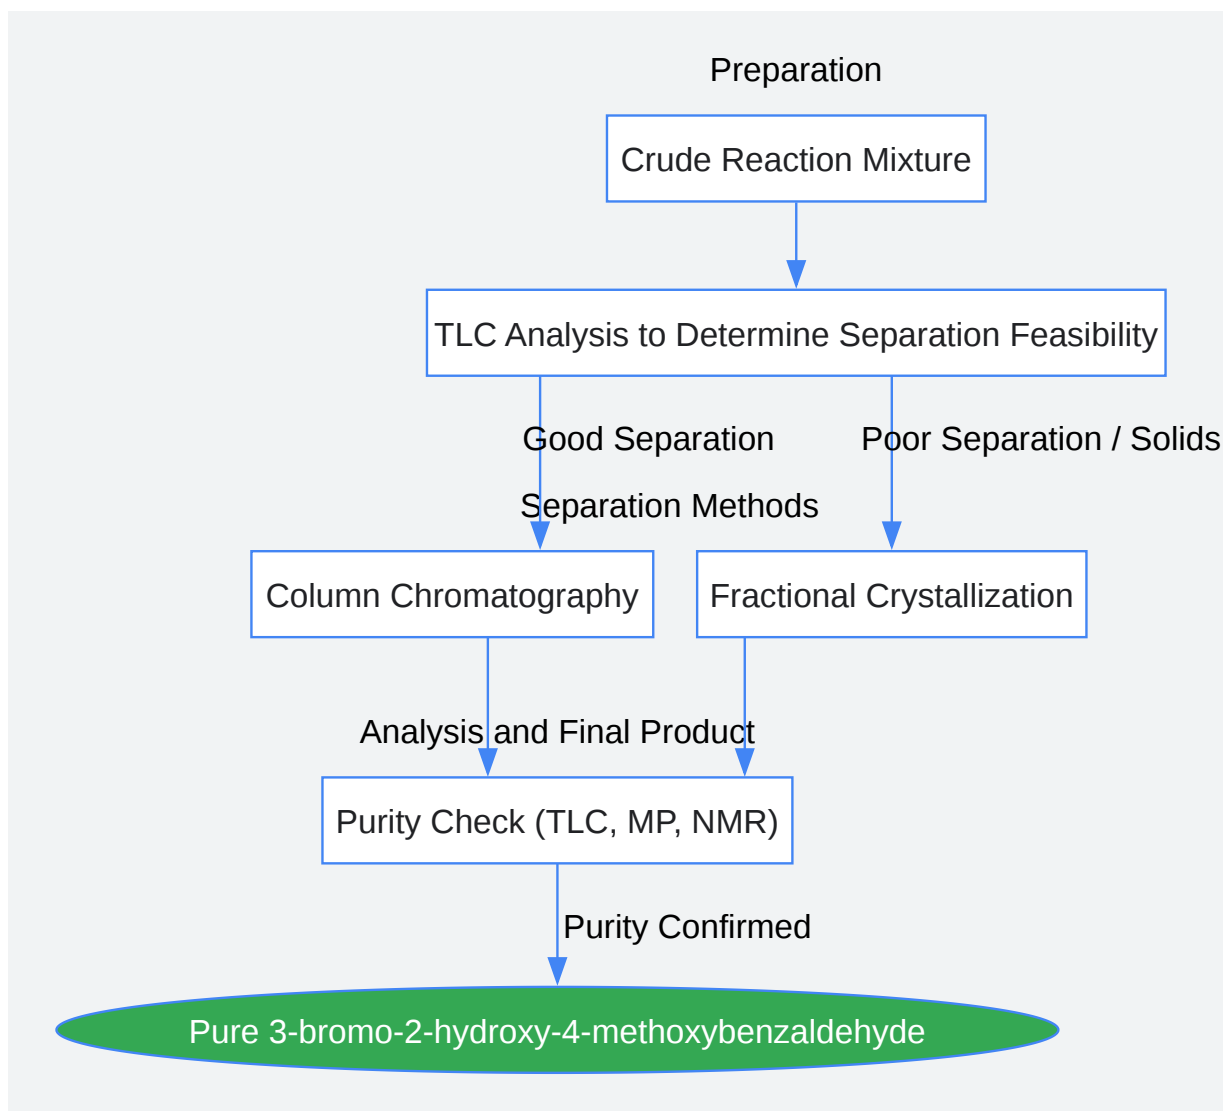 Preparation
Crude Reaction Mixture
TLC Analysis to Determine Separation Feasibility
Good Separation
Poor Separation / Solids
Separation Methods
Column Chromatography
Fractional Crystallization
Analysis and Final Product
Purity Check (TLC, MP, NMR)
Purity Confirmed
Pure 3-bromo-2-hydroxy-4-methoxybenzaldehyde